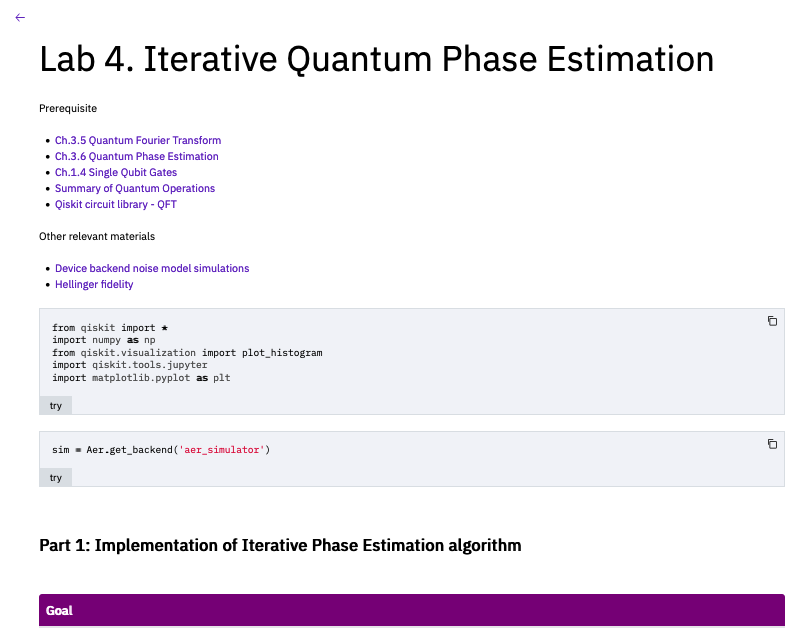 ←
Lab 4. Iterative Quantum Phase Estimation
Prerequisite
• Ch.3.5 Quantum Fourier Transform
• Ch.3.6 Quantum Phase Estimation
• Ch.1.4 Single Qubit Gates
• Summary of Quantum Operations
• Qiskit circuit library - QFT
Other relevant materials
• Device backend noise model simulations
• Hellinger fidelity
from qiskit import *
import numpy as np
from qiskit.visualization import plot_histogram
import qiskit.tools.jupyter
import matplotlib.pyplot as plt
try
sim = Aer.get_backend('aer_simulator')
try
Part 1: Implementation of Iterative Phase Estimation algorithm
Goal